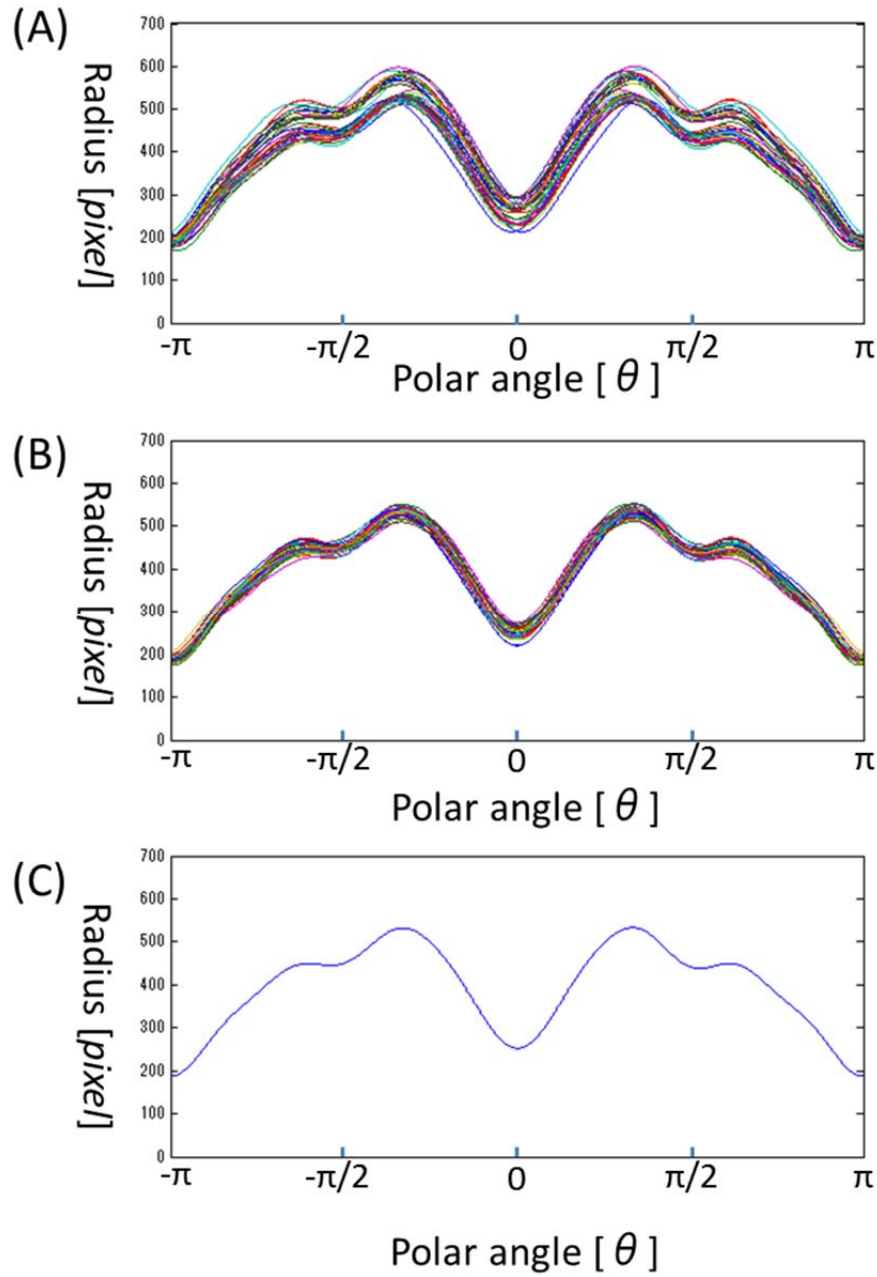 (A)
Radius [pixel]
700
600
500
400
300
200
100
0
-π -π/2 0 π/2 π
Polar angle [ θ ]
(B)
Radius [pixel]
700
600
500
400
300
200
100
0
-π -π/2 0 π/2 π
Polar angle [ θ ]
(C)
Radius [pixel]
700
600
500
400
300
200
100
0
-π -π/2 0 π/2 π
Polar angle [ θ ]